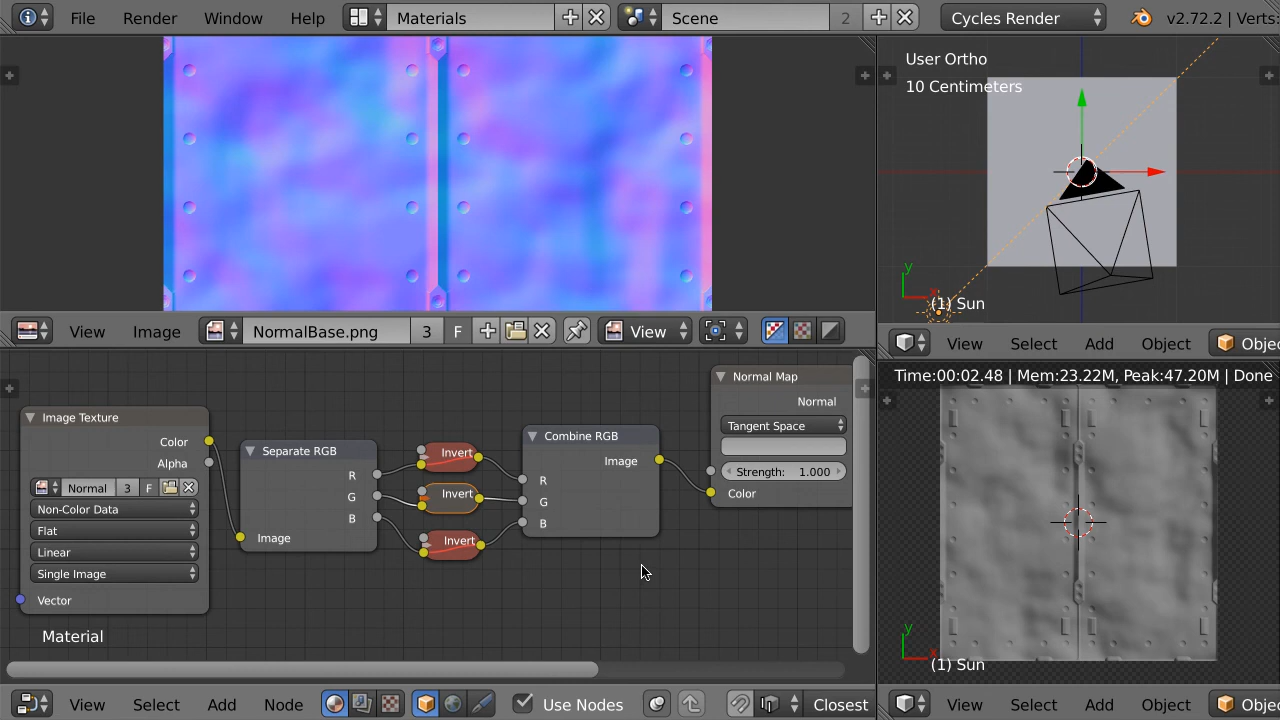 File Render Window Help Materials Scene 2 Cycles Render v2.72.2 | Verts
User Ortho
10 Centimeters
y
x
(1) Sun
View Image NormalBase.png 3 F View
View Select Add Object
Time:00:02.48 | Mem:23.22M, Peak:47.20M | Done
Normal Map
Normal
Tangent Space
Strength: 1.000
Color
Image Texture
Color
Alpha
Normal 3 F
Non-Color Data
Flat
Linear
Single Image
Vector
Separate RGB
R
G
B
Image
Invert
Invert
Invert
Combine RGB
Image
R
G
B
Material
y
x
(1) Sun
View Select Add Node Use Nodes Closest
View Select Add Object